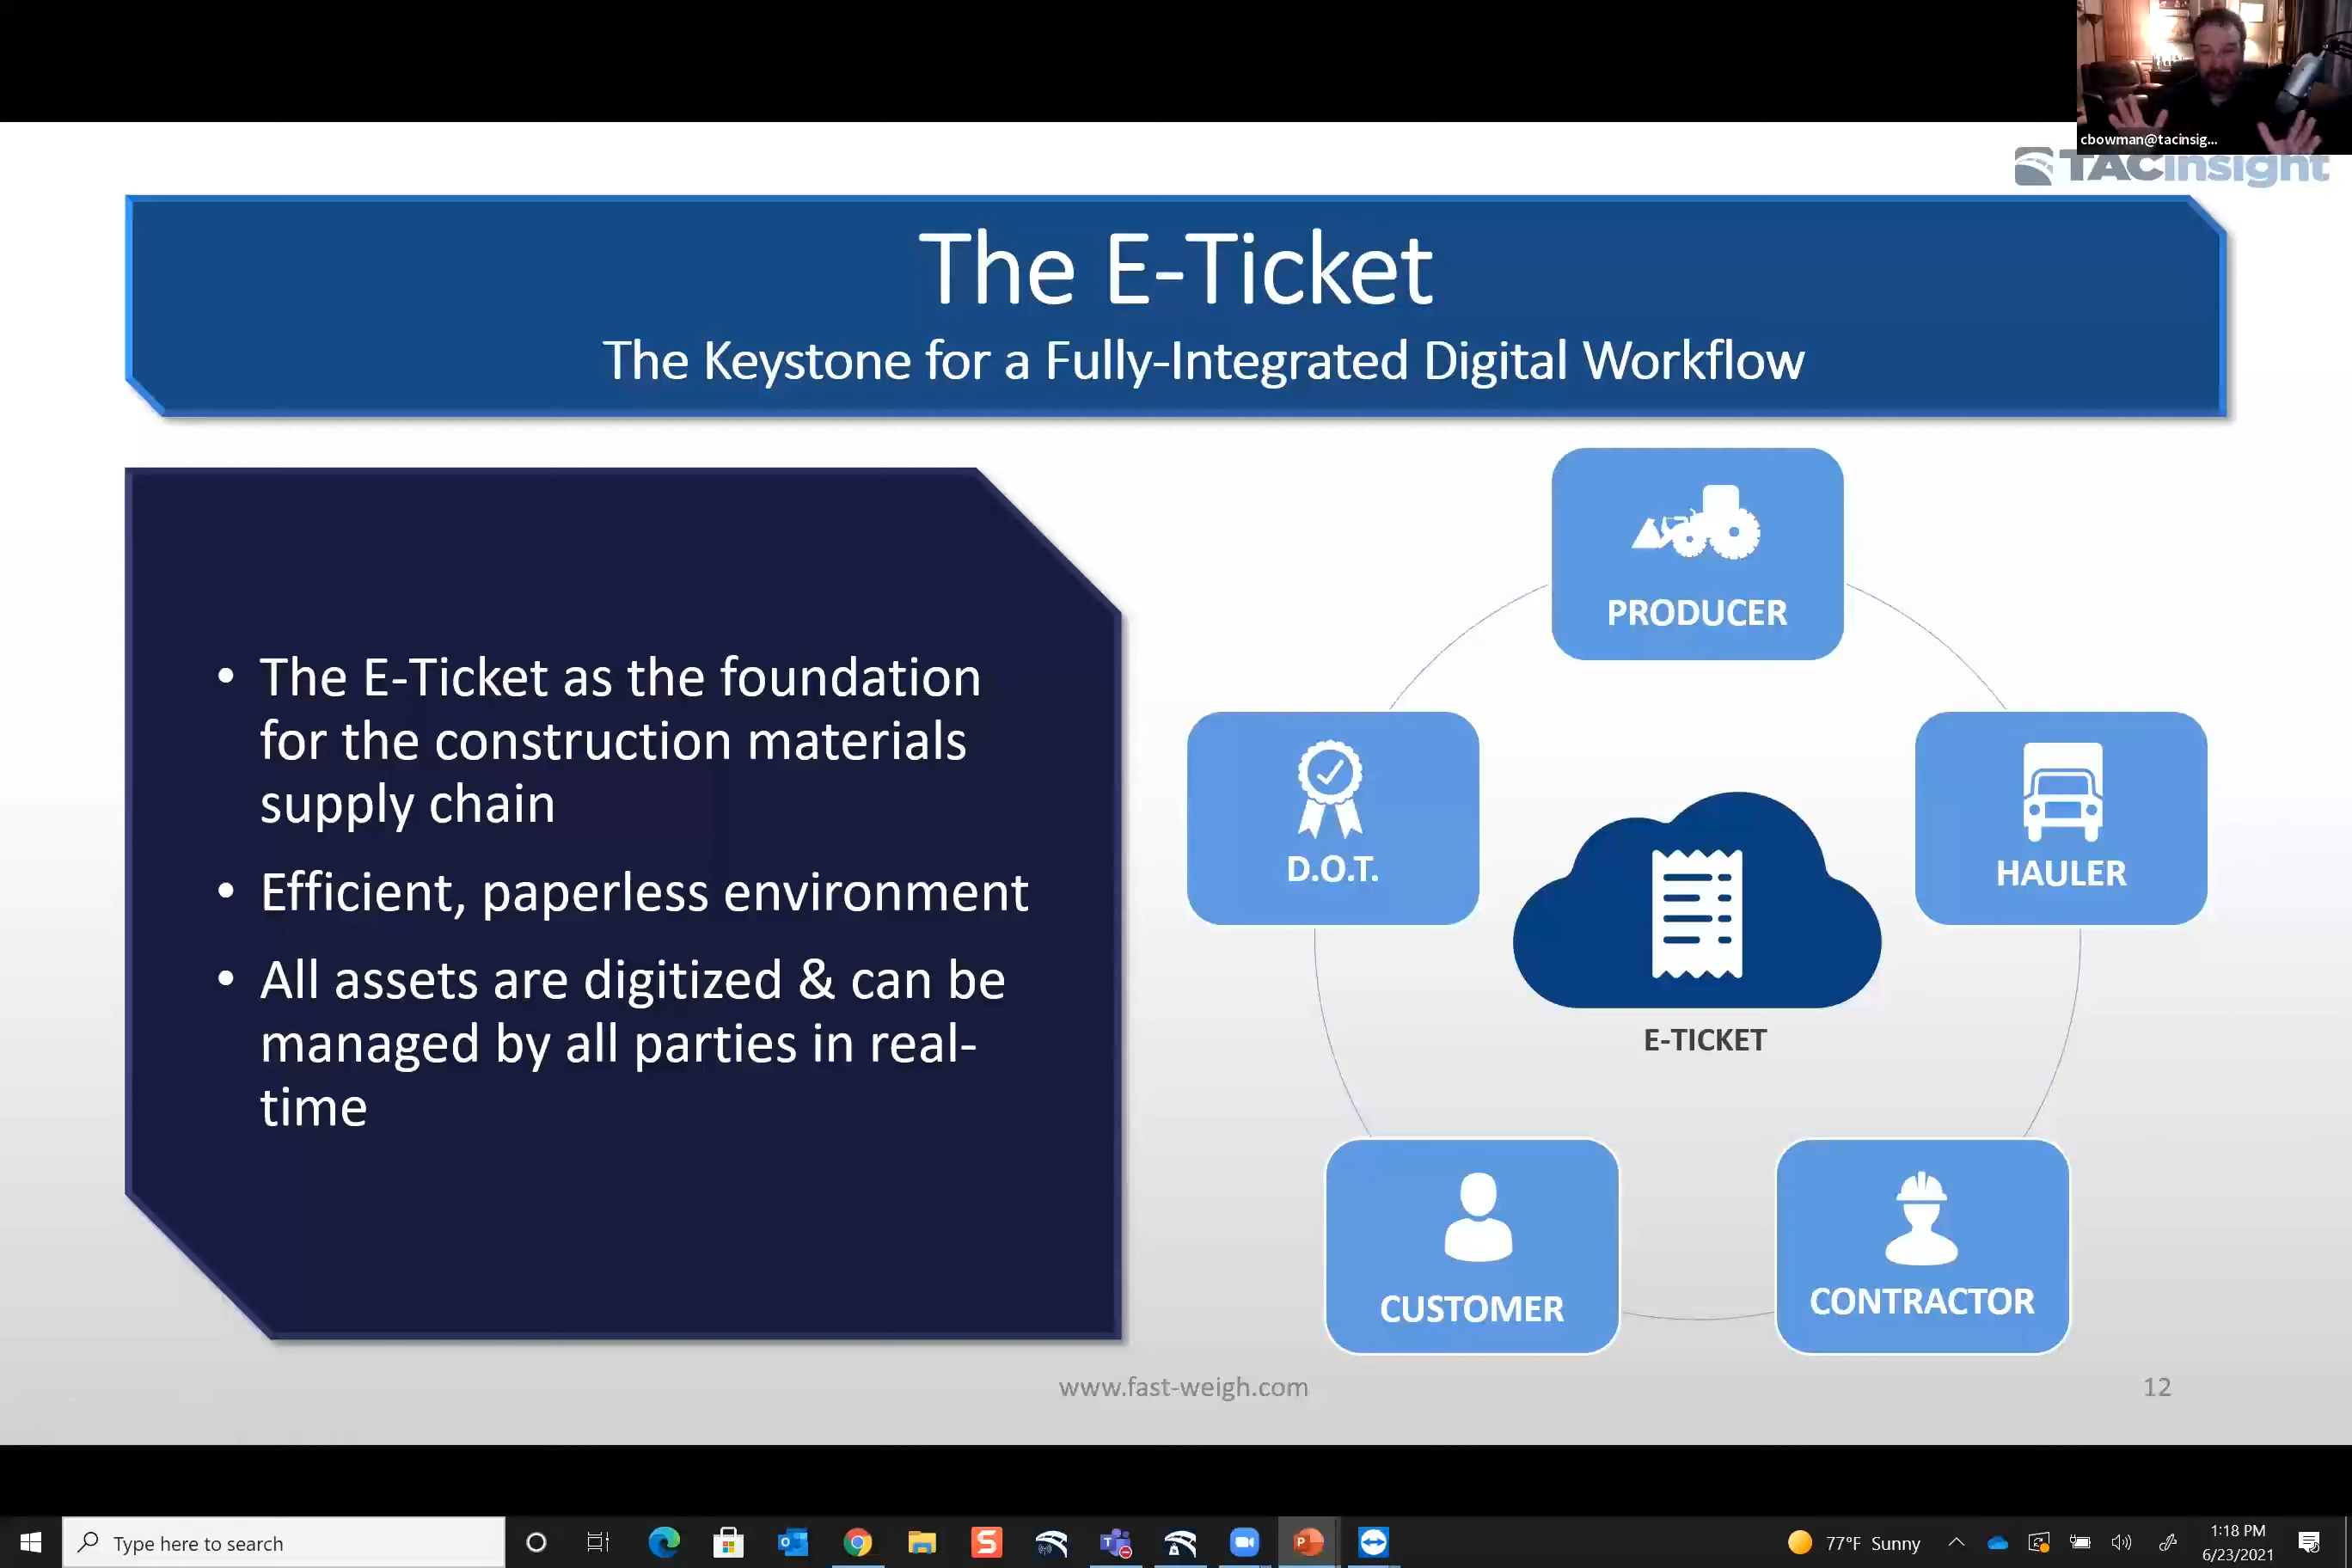 cbowman@tacinsig...
TACinsight
The E-Ticket
The Keystone for a Fully-Integrated Digital Workflow
• The E-Ticket as the foundation
for the construction materials
supply chain
• Efficient, paperless environment
• All assets are digitized & can be
managed by all parties in real-
time
PRODUCER
D.O.T.
HAULER
E-TICKET
CUSTOMER
CONTRACTOR
www.fast-weigh.com
12
Type here to search
77°F Sunny
1:18 PM
6/23/2021